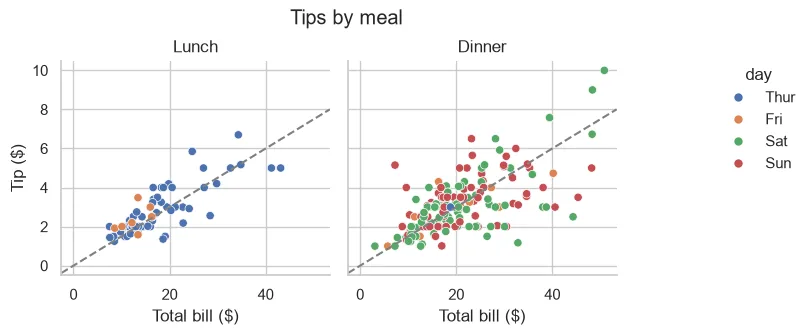 Tips by meal
Lunch
Dinner
10
8
6
4
2
0
Tip ($)
0
20
40
0
20
40
Total bill ($)
Total bill ($)
day
Thur
Fri
Sat
Sun